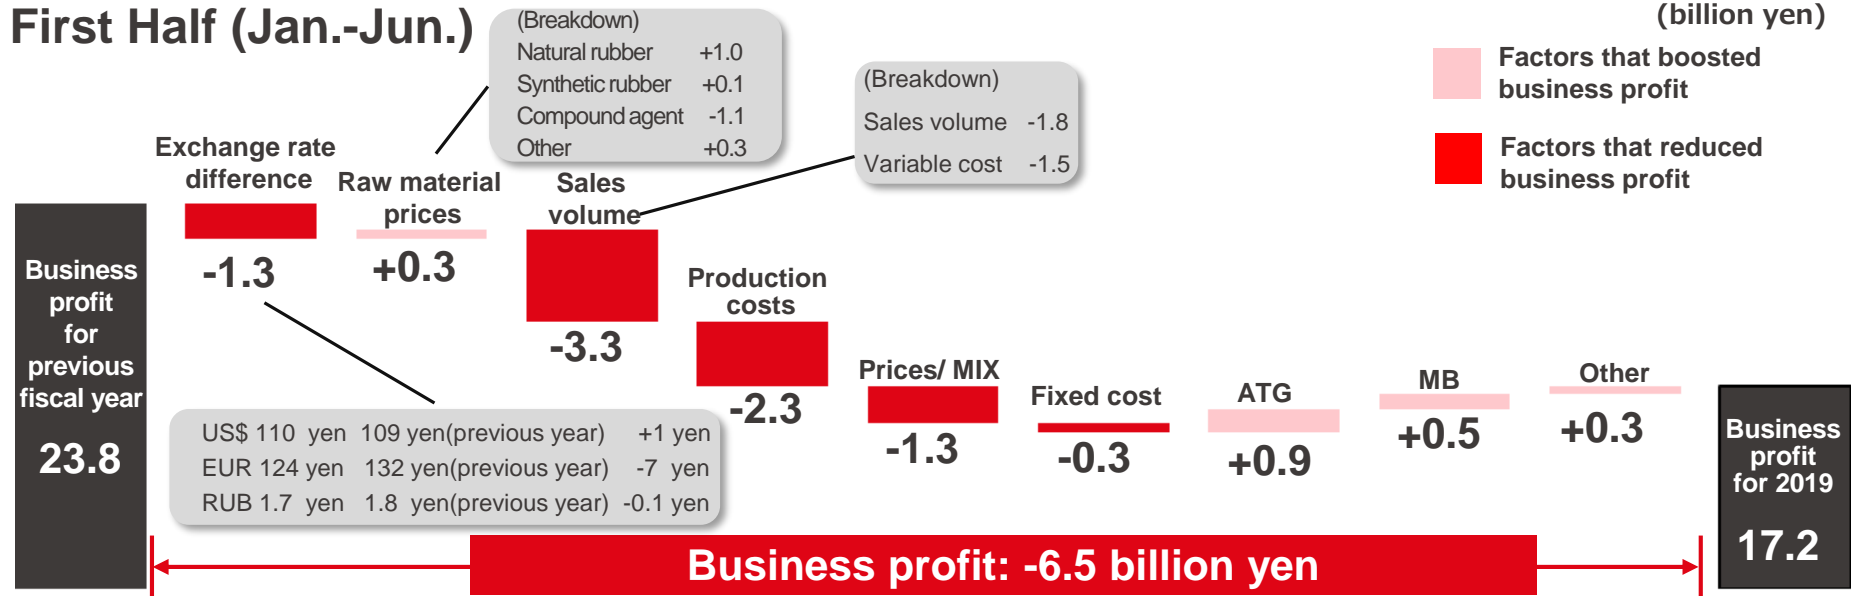 First Half (Jan.-Jun.)
(billion yen)
(Breakdown)
Natural rubber +1.0
Synthetic rubber +0.1
Compound agent -1.1
Other +0.3
(Breakdown)
Sales volume -1.8
Variable cost -1.5
Factors that boosted
business profit
Factors that reduced
business profit
Business
profit
for
previous
fiscal year
23.8
Exchange rate
difference
-1.3
Raw material
prices
+0.3
Sales
volume
-3.3
Production
costs
-2.3
Prices/ MIX
-1.3
Fixed cost
-0.3
ATG
+0.9
MB
+0.5
Other
+0.3
US$ 110 yen 109 yen(previous year) +1 yen
EUR 124 yen 132 yen(previous year) -7 yen
RUB 1.7 yen 1.8 yen(previous year) -0.1 yen
Business
profit
for 2019
17.2
Business profit: -6.5 billion yen